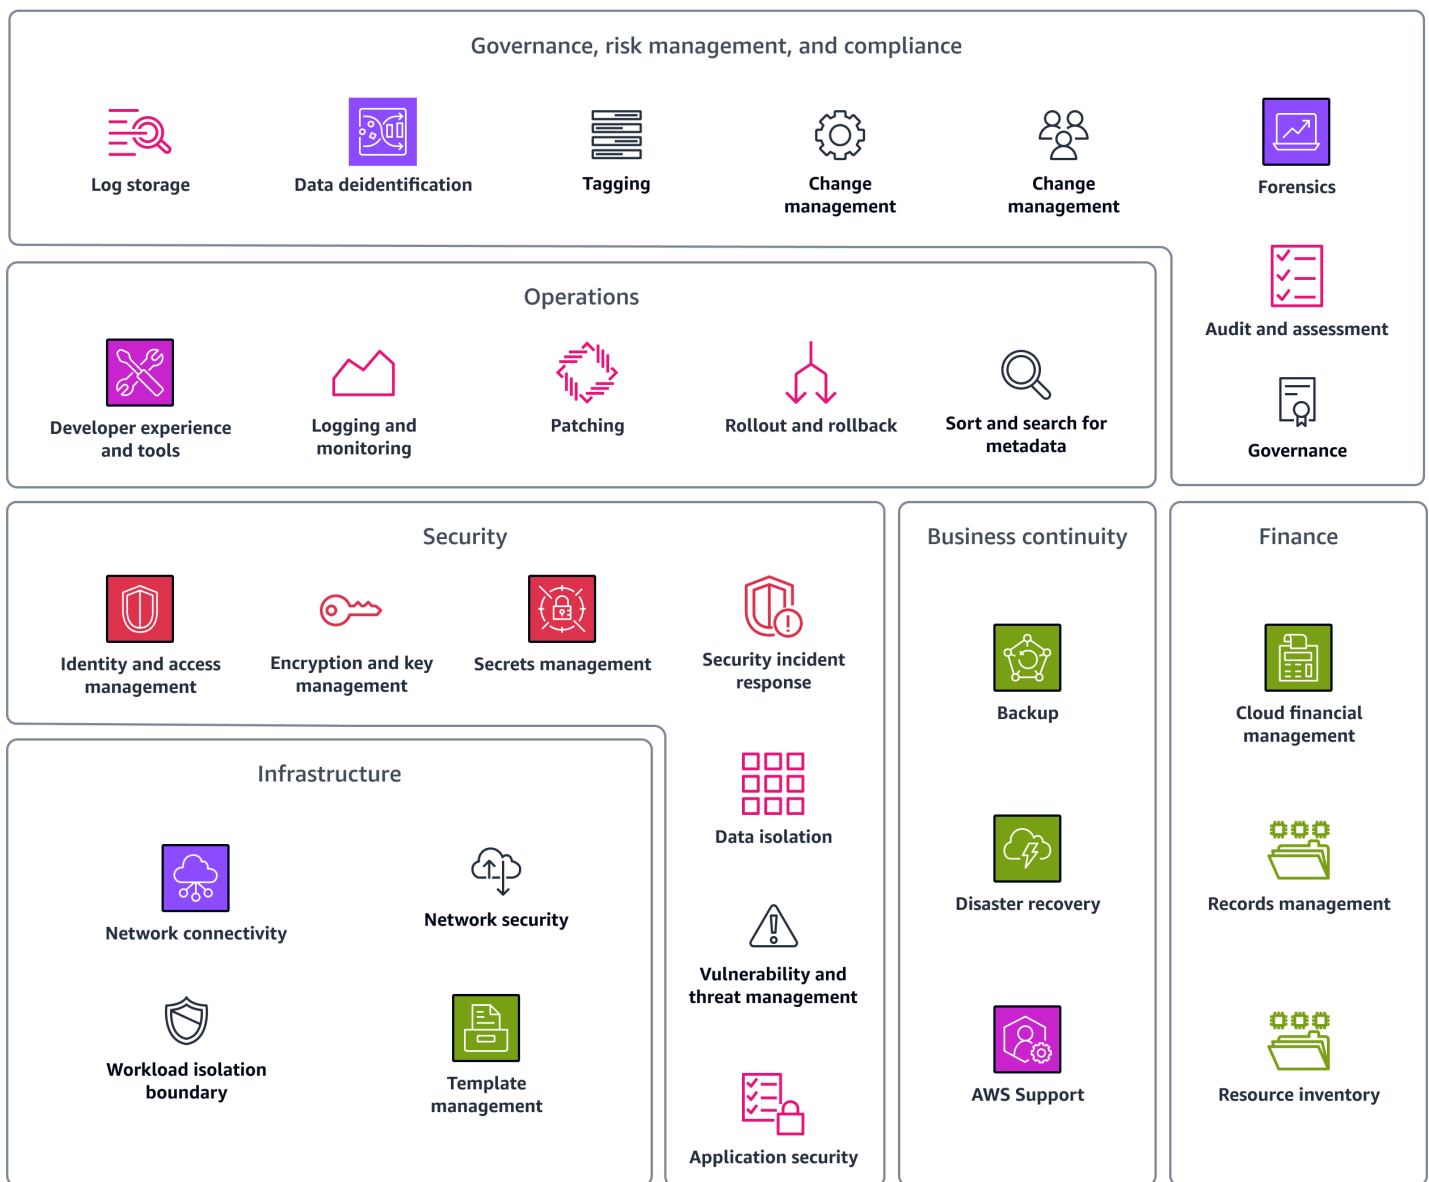 Governance, risk management, and compliance
Log storage
Data deidentification
Tagging
Change
management
Change
management
Forensics
Audit and assessment
Governance
Operations
Developer experience
and tools
Logging and
monitoring
Patching
Rollout and rollback
Sort and search for
metadata
Security
Identity and access
management
Encryption and key
management
Secrets management
Security incident
response
Data isolation
Vulnerability and
threat management
Application security
Infrastructure
Network connectivity
Network security
Workload isolation
boundary
Template
management
Business continuity
Backup
Disaster recovery
AWS Support
Finance
Cloud financial
management
Records management
Resource inventory